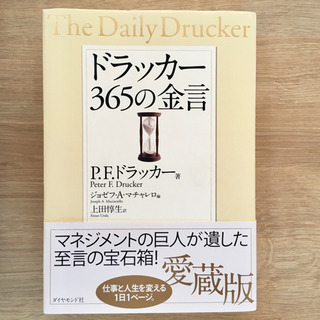 The Daily Drucker
ドラッカー
365の金言
P.F.ドラッカー 著
Peter F. Drucker
ジョゼフ・A・マチャレロ 編
Joseph A. Maciariello
上田惇生 訳
Atsuo Ueda
マネジメントの巨人が遺した
至言の宝石箱!
愛蔵版
仕事と人生を変える
1日1ページ。
ダイヤモンド社